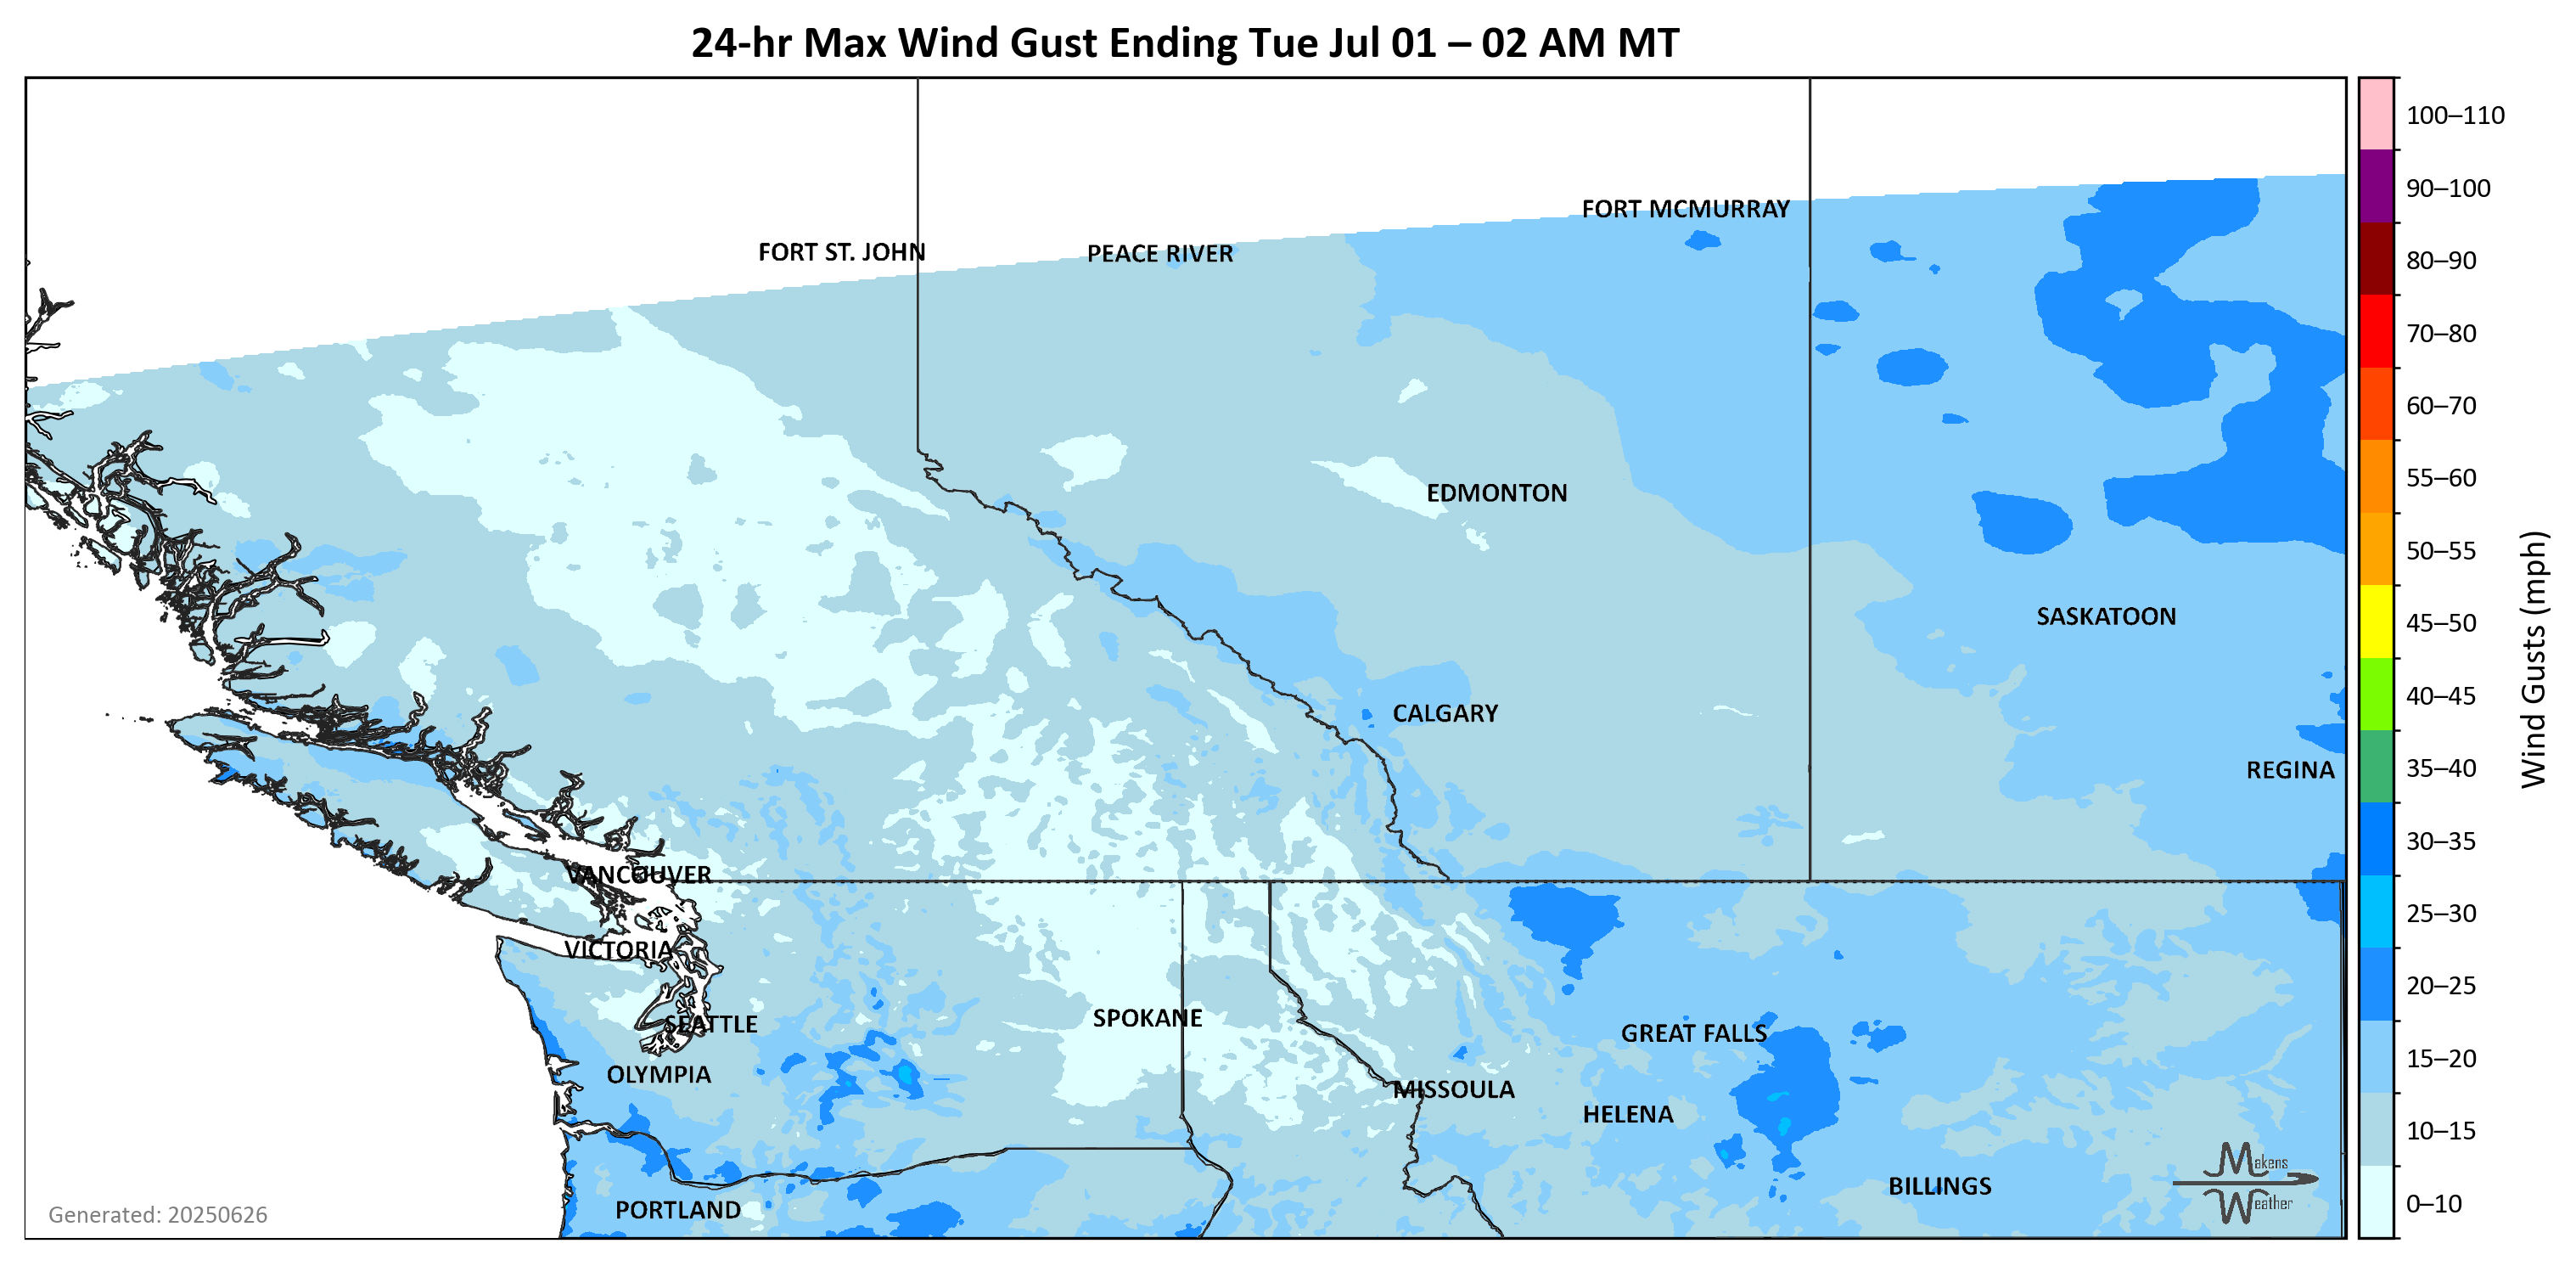 24-hr Max Wind Gust Ending Tue Jul 01 – 02 AM MT
FORT MCMURRAY
FORT ST. JOHN
PEACE RIVER
EDMONTON
SASKATOON
CALGARY
REGINA
VANCOUVER
VICTORIA
SPOKANE
SEATTLE
GREAT FALLS
OLYMPIA
MISSOULA
HELENA
BILLINGS
PORTLAND
Makens
Weather
Generated: 20250626
100–110
90–100
80–90
70–80
60–70
55–60
50–55
45–50
40–45
35–40
30–35
25–30
20–25
15–20
10–15
0–10
Wind Gusts (mph)